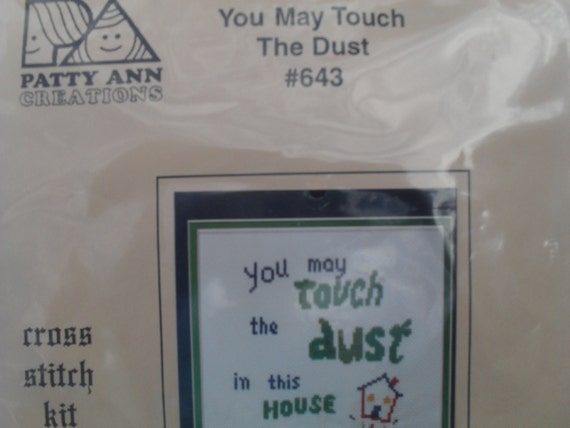 You May Touch
The Dust
#643
PATTY ANN
CREATIONS
you may
touch
the dust
in this
HOUSE
cross
stitch
kit